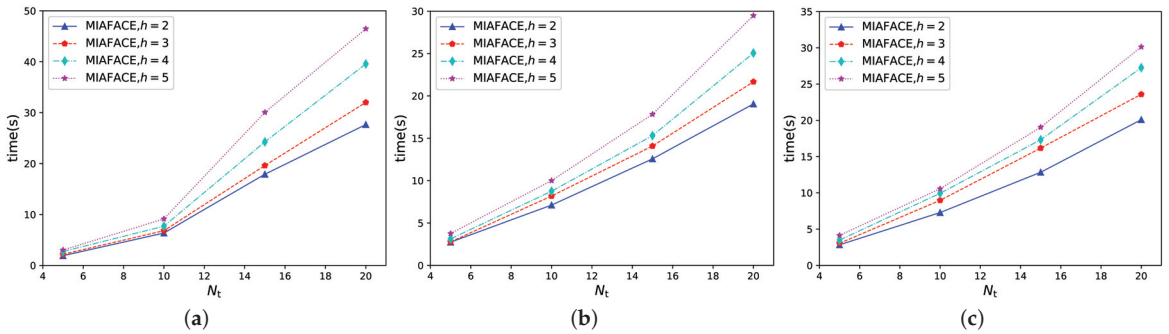 MIAFACE,h = 2
MIAFACE,h = 3
MIAFACE,h = 4
MIAFACE,h = 5
time(s)
50
40
30
20
10
0
4 6 8 10 12 14 16 18 20
Nt
(a)
MIAFACE,h = 2
MIAFACE,h = 3
MIAFACE,h = 4
MIAFACE,h = 5
time(s)
30
25
20
15
10
5
0
4 6 8 10 12 14 16 18 20
Nt
(b)
MIAFACE,h = 2
MIAFACE,h = 3
MIAFACE,h = 4
MIAFACE,h = 5
time(s)
35
30
25
20
15
10
5
0
4 6 8 10 12 14 16 18 20
Nt
(c)